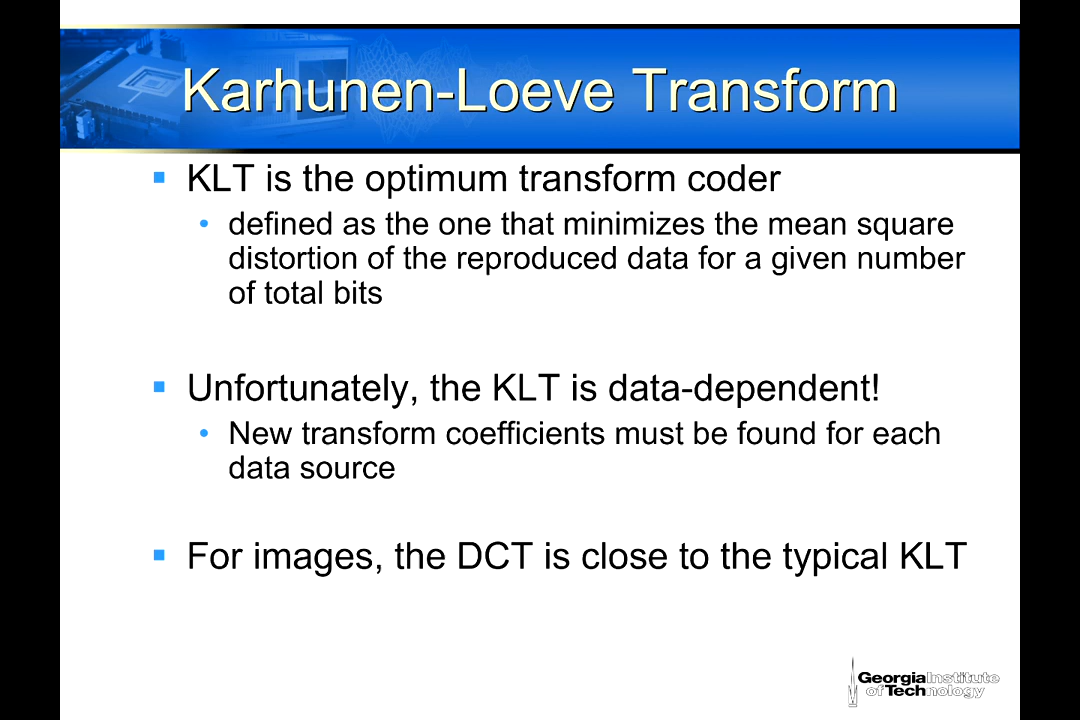 Karhunen-Loeve Transform
KLT is the optimum transform coder
defined as the one that minimizes the mean square
distortion of the reproduced data for a given number
of total bits
Unfortunately, the KLT is data-dependent!
New transform coefficients must be found for each
data source
For images, the DCT is close to the typical KLT
Georgia Institute
of Technology